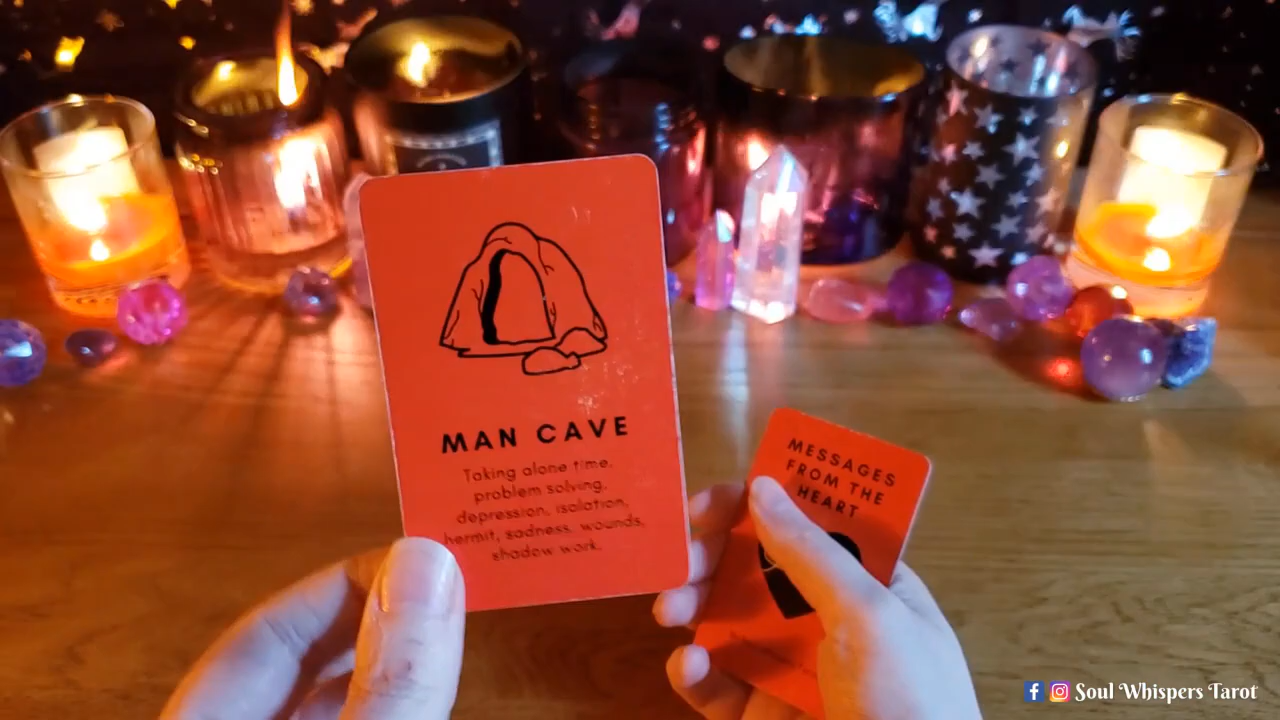 MAN CAVE
Taking alone time,
problem solving,
depression, isolation,
hermit, sadness, wounds,
shadow work.
MESSAGES
FROM THE
HEART
Soul Whispers Tarot